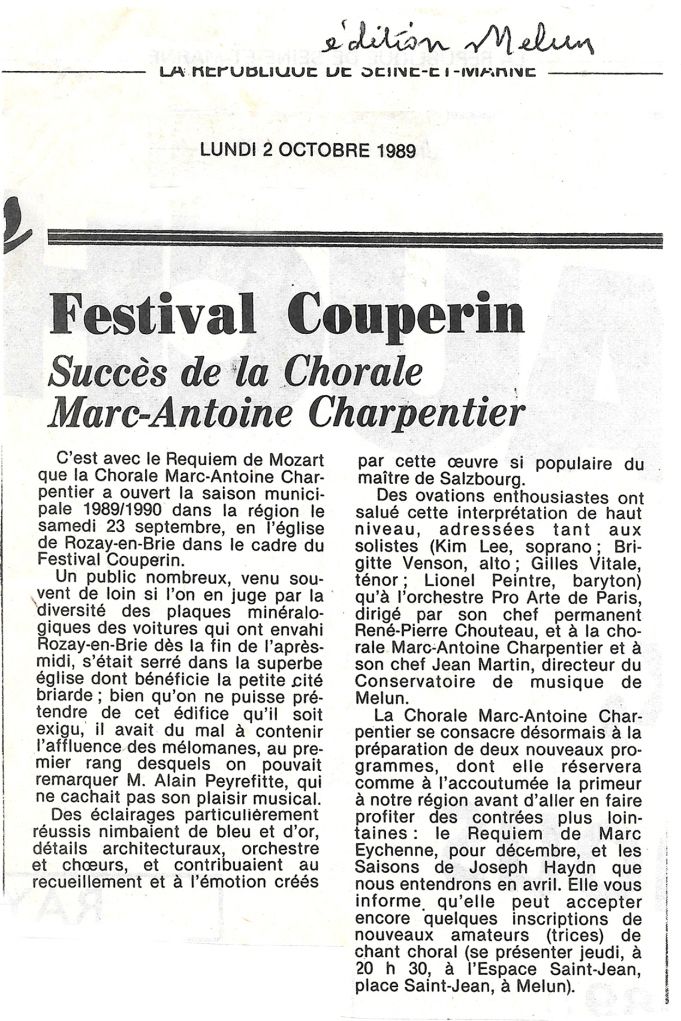 édition Melun
LA RÉPUBLIQUE DE SEINE-ET-MARNE
LUNDI 2 OCTOBRE 1989
Festival Couperin
Succès de la Chorale
Marc-Antoine Charpentier
C'est avec le Requiem de Mozart
que la Chorale Marc-Antoine Char-
pentier a ouvert la saison munici-
pale 1989/1990 dans la région le
samedi 23 septembre, en l'église
de Rozay-en-Brie dans le cadre du
Festival Couperin.
Un public nombreux, venu sou-
vent de loin si l'on en juge par la
diversité des plaques minéralo-
giques des voitures qui ont envahi
Rozay-en-Brie dès la fin de l'après-
midi, s'était serré dans la superbe
église dont bénéficie la petite cité
briarde ; bien qu'on ne puisse pré-
tendre de cet édifice qu'il soit
exigu, il avait du mal à contenir
l'affluence des mélomanes, au pre-
mier rang desquels on pouvait
remarquer M. Alain Peyrefitte, qui
ne cachait pas son plaisir musical.
Des éclairages particulièrement
réussis nimbaient de bleu et d'or,
détails architecturaux, orchestre
et chœurs, et contribuaient au
recueillement et à l'émotion créés
par cette œuvre si populaire du
maître de Salzbourg.
Des ovations enthousiastes ont
salué cette interprétation de haut
niveau, adressées tant aux
solistes (Kim Lee, soprano ; Bri-
gitte Venson, alto ; Gilles Vitale,
ténor ; Lionel Peintre, baryton)
qu'à l'orchestre Pro Arte de Paris,
dirigé par son chef permanent
René-Pierre Chouteau, et à la cho-
rale Marc-Antoine Charpentier et à
son chef Jean Martin, directeur du
Conservatoire de musique de
Melun.
La Chorale Marc-Antoine Char-
pentier se consacre désormais à la
préparation de deux nouveaux pro-
grammes, dont elle réservera
comme à l'accoutumée la primeur
à notre région avant d'aller en faire
profiter des contrées plus loin-
taines : le Requiem de Marc
Eychenne, pour décembre, et les
Saisons de Joseph Haydn que
nous entendrons en avril. Elle vous
informe qu'elle peut accepter
encore quelques inscriptions de
nouveaux amateurs (trices) de
chant choral (se présenter jeudi, à
20 h 30, à l'Espace Saint-Jean,
place Saint-Jean, à Melun).